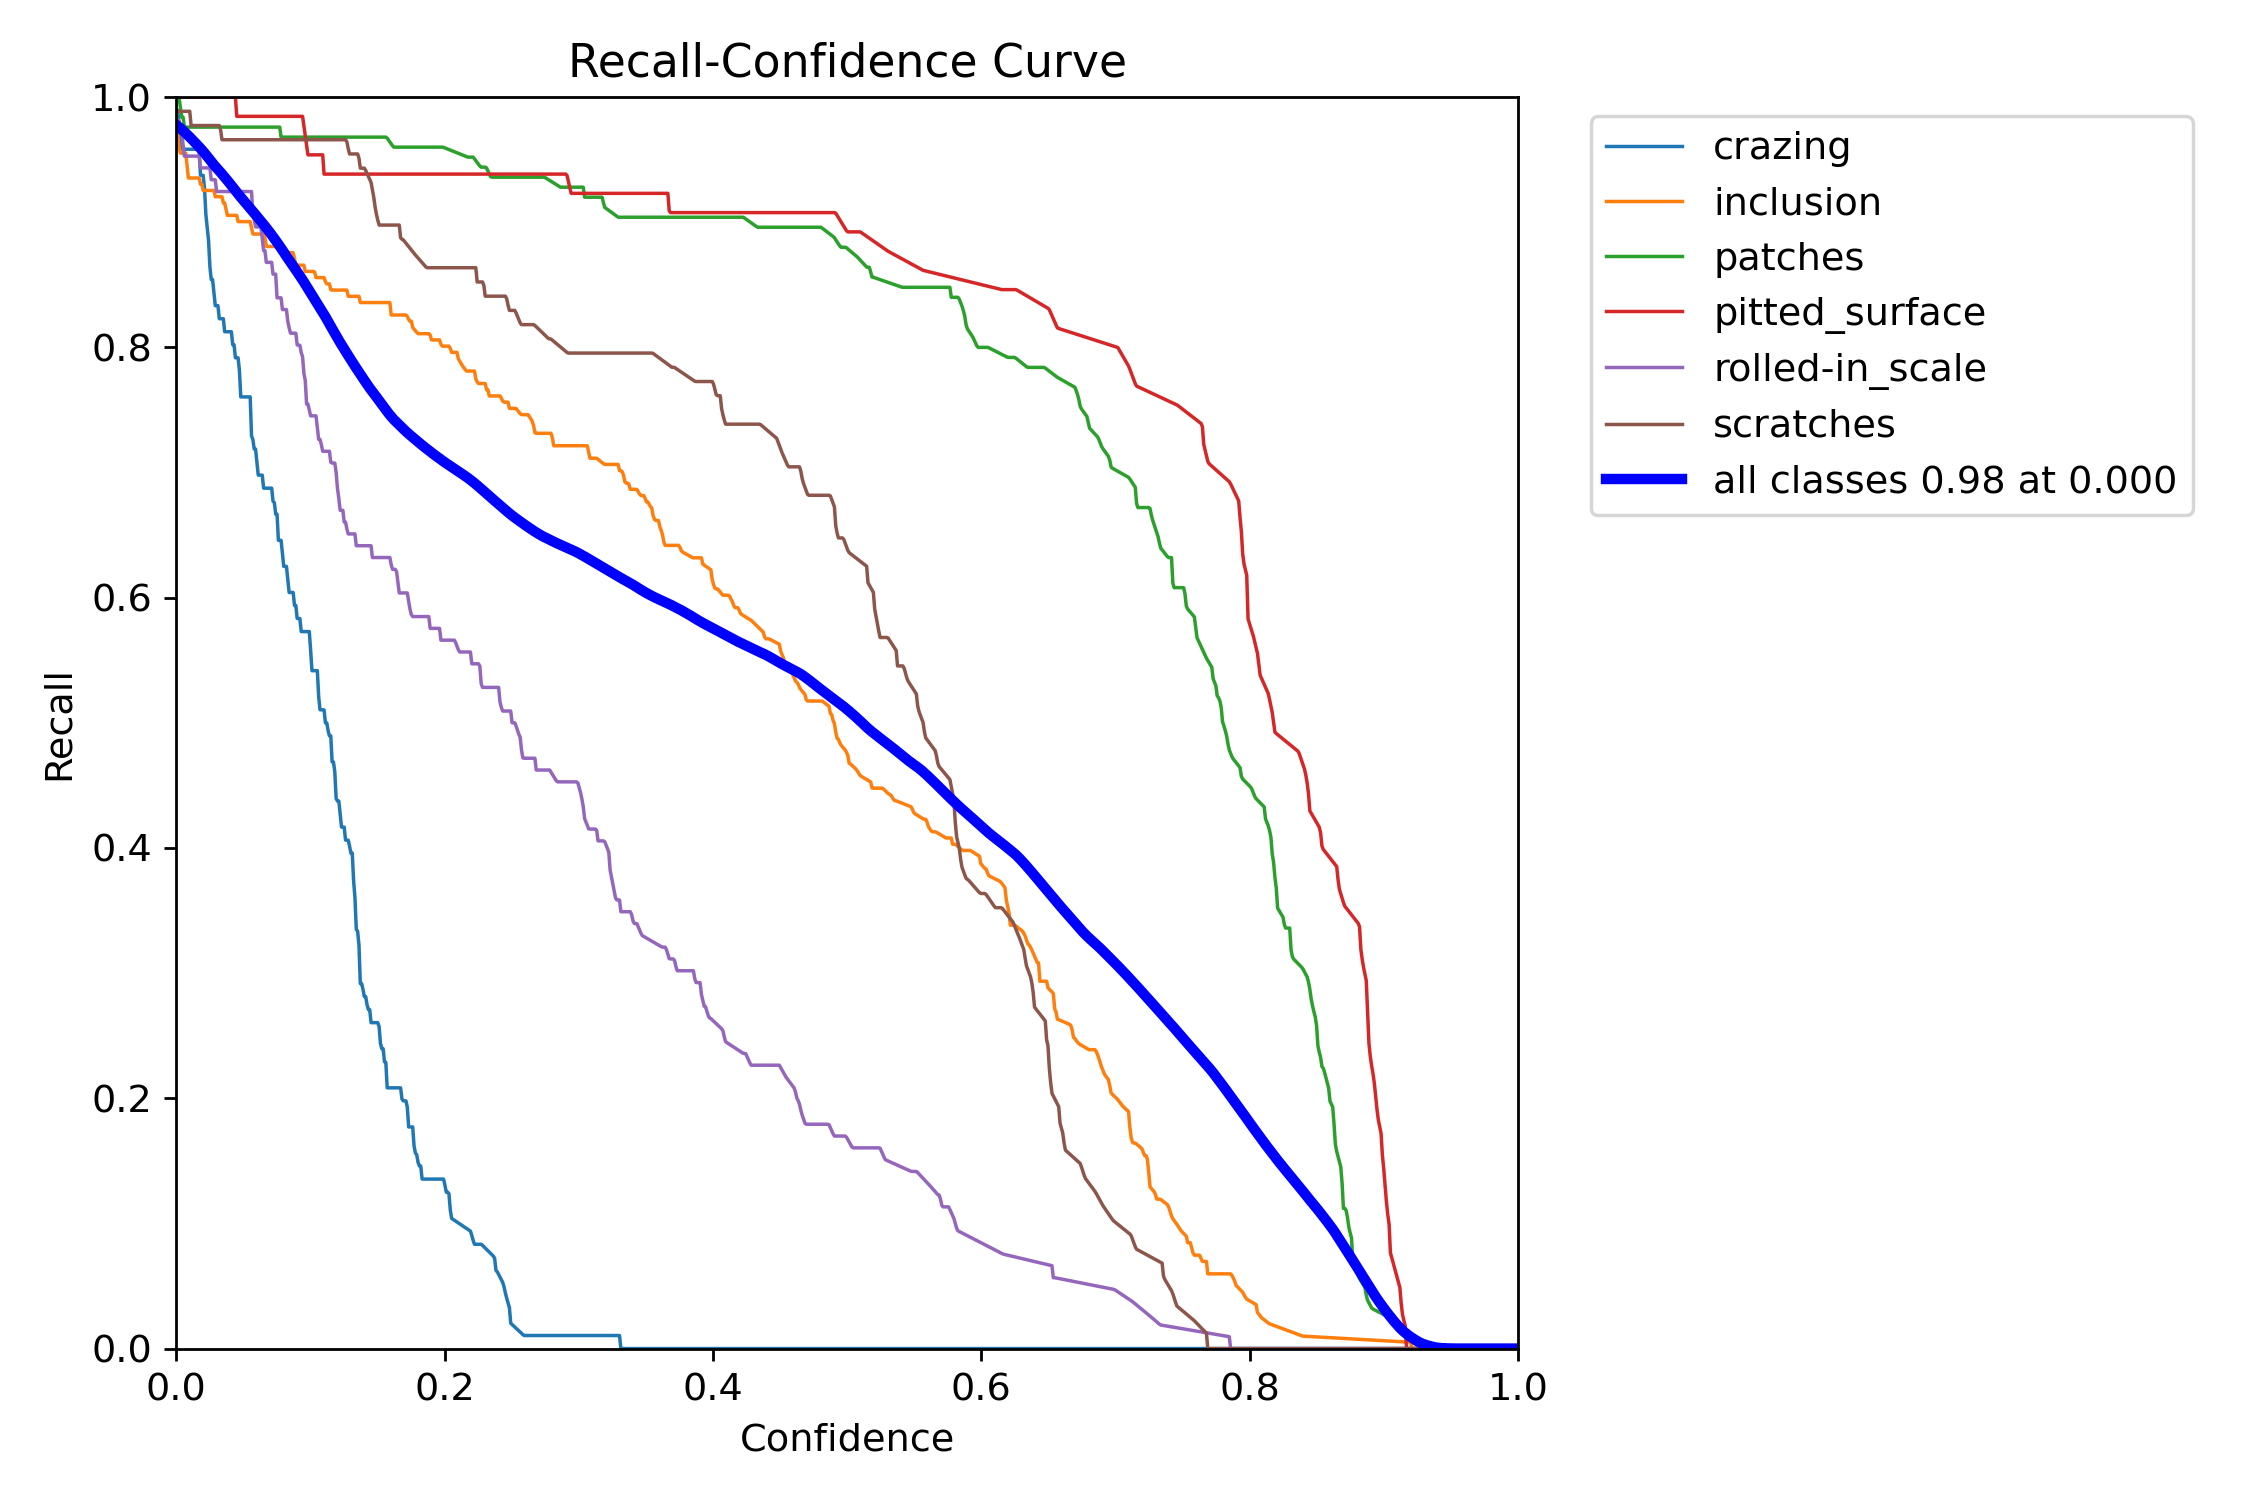 Recall-Confidence Curve
1.0
0.8
0.6
0.4
0.2
0.0
Recall
0.0 0.2 0.4 0.6 0.8 1.0
Confidence
crazing
inclusion
patches
pitted_surface
rolled-in_scale
scratches
all classes 0.98 at 0.000